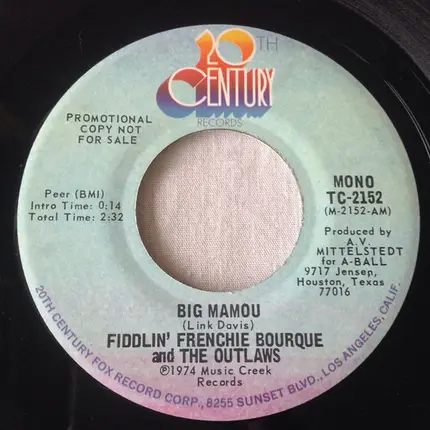 20TH
CENTURY
RECORDS
PROMOTIONAL
COPY NOT
FOR SALE
Peer (BMI)
Intro Time: 0:14
Total Time: 2:32
MONO
TC-2152
(M-2152-AM)
Produced by
A.V.
MITTELSTEDT
for A-BALL
9717 Jensen,
Houston, Texas
77016
BIG MAMOU
(Link Davis)
FIDDLIN' FRENCHIE BOURQUE
and THE OUTLAWS
℗1974 Music Creek
Records
20TH CENTURY FOX RECORD CORP., 8255 SUNSET BLVD., LOS ANGELES, CALIF.